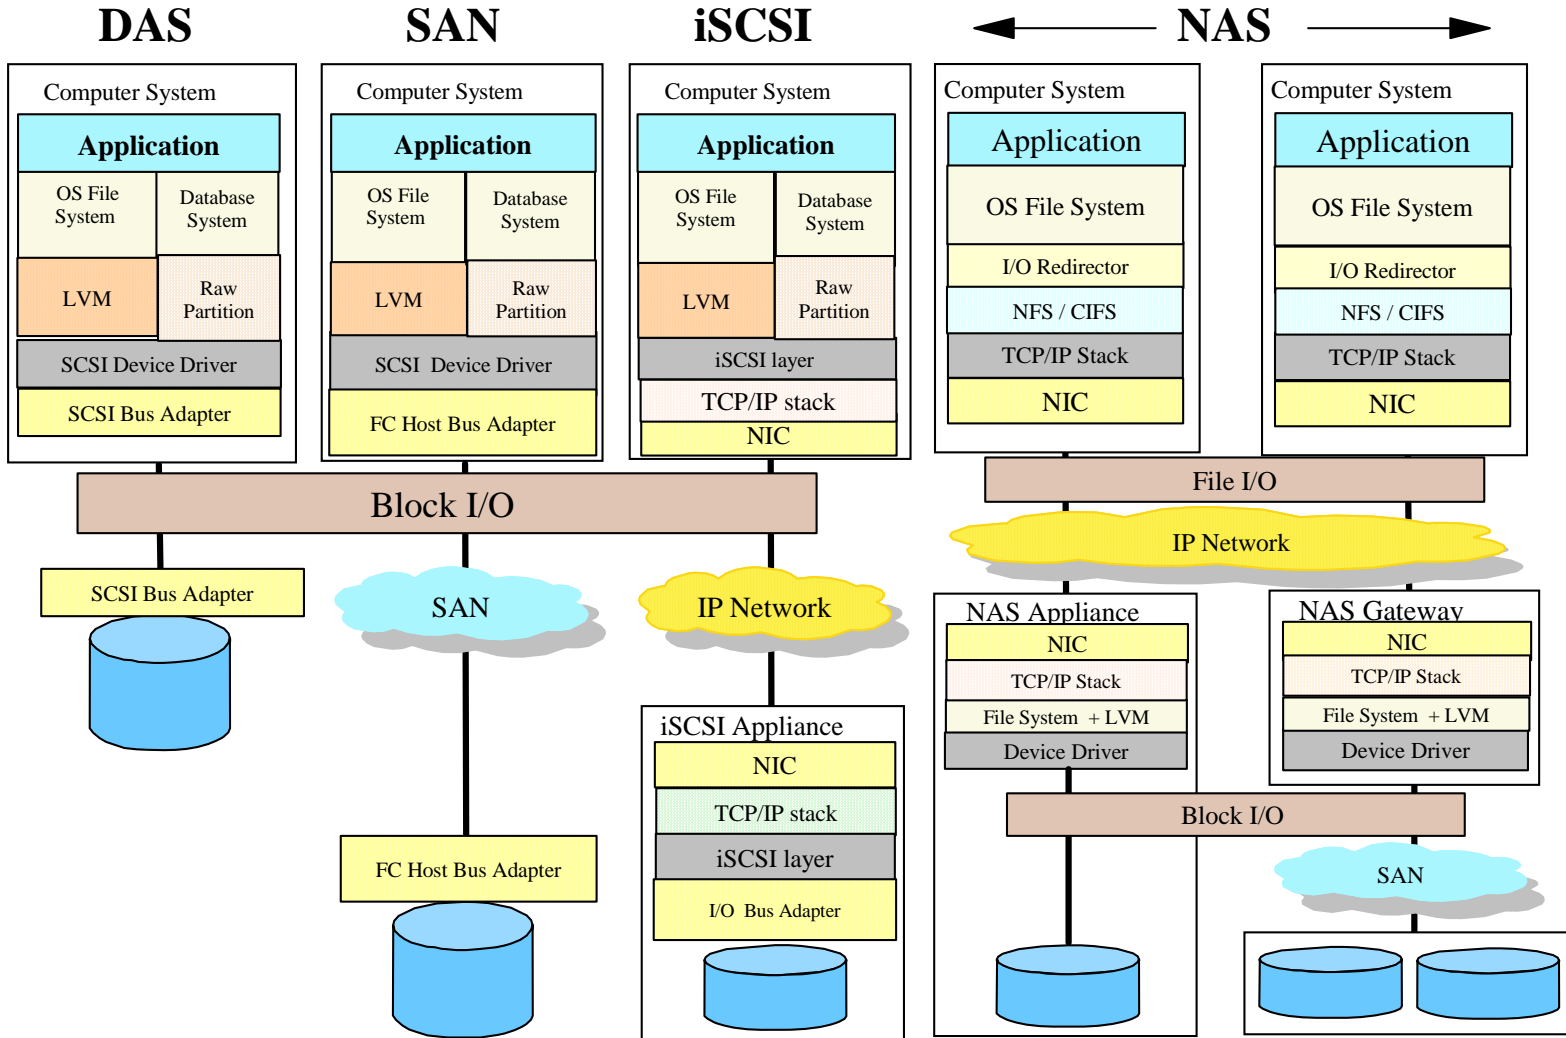 DAS
SAN
iSCSI
NAS
Computer System
Application
OS File
System
Database
System
LVM
Raw
Partition
SCSI Device Driver
SCSI Bus Adapter
Computer System
Application
OS File
System
Database
System
LVM
Raw
Partition
SCSI Device Driver
FC Host Bus Adapter
Computer System
Application
OS File
System
Database
System
LVM
Raw
Partition
iSCSI layer
TCP/IP stack
NIC
Computer System
Application
OS File System
I/O Redirector
NFS / CIFS
TCP/IP Stack
NIC
Computer System
Application
OS File System
I/O Redirector
NFS / CIFS
TCP/IP Stack
NIC
Block I/O
File I/O
SCSI Bus Adapter
SAN
IP Network
IP Network
FC Host Bus Adapter
iSCSI Appliance
NIC
TCP/IP stack
iSCSI layer
I/O Bus Adapter
NAS Appliance
NIC
TCP/IP Stack
File System + LVM
Device Driver
NAS Gateway
NIC
TCP/IP Stack
File System + LVM
Device Driver
Block I/O
SAN